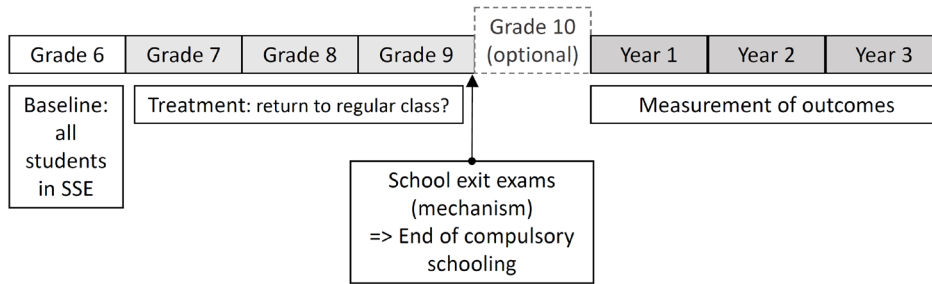 Grade 6
Grade 7
Grade 8
Grade 9
Grade 10
(optional)
Year 1
Year 2
Year 3
Baseline:
all
students
in SSE
Treatment: return to regular class?
Measurement of outcomes
School exit exams
(mechanism)
=> End of compulsory
schooling